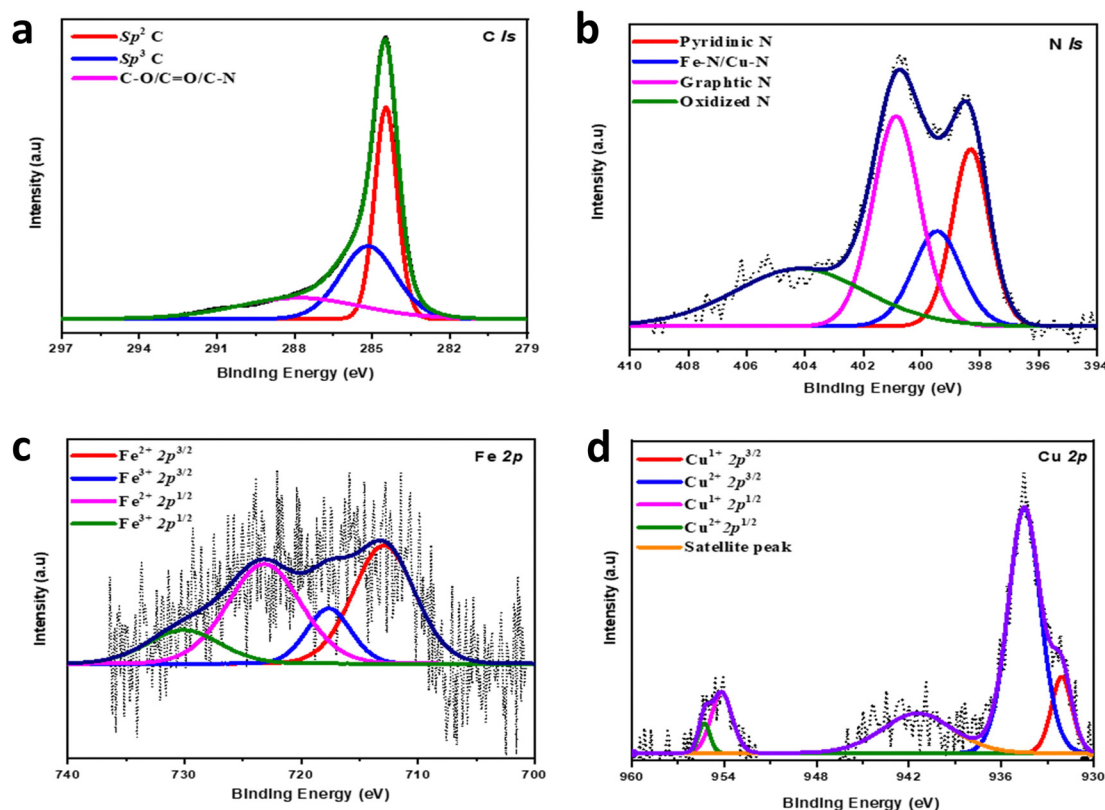 a
C ls
Sp² C
Sp³ C
C-O/C=O/C-N
Intensity (a.u)
297 294 291 288 285 282 279
Binding Energy (eV)
b
N ls
Pyridinic N
Fe-N/Cu-N
Graphtic N
Oxidized N
Intensity (a.u)
410 408 406 404 402 400 398 396 394
Binding Energy (eV)
c
Fe 2p
Fe²⁺ 2p³/²
Fe³⁺ 2p³/²
Fe²⁺ 2p¹/²
Fe³⁺ 2p¹/²
Intensity (a.u)
740 730 720 710 700
Binding Energy (eV)
d
Cu 2p
Cu¹⁺ 2p³/²
Cu²⁺ 2p³/²
Cu¹⁺ 2p¹/²
Cu²⁺ 2p¹/²
Satellite peak
Intensity (a.u)
960 954 948 942 936 930
Binding Energy (eV)